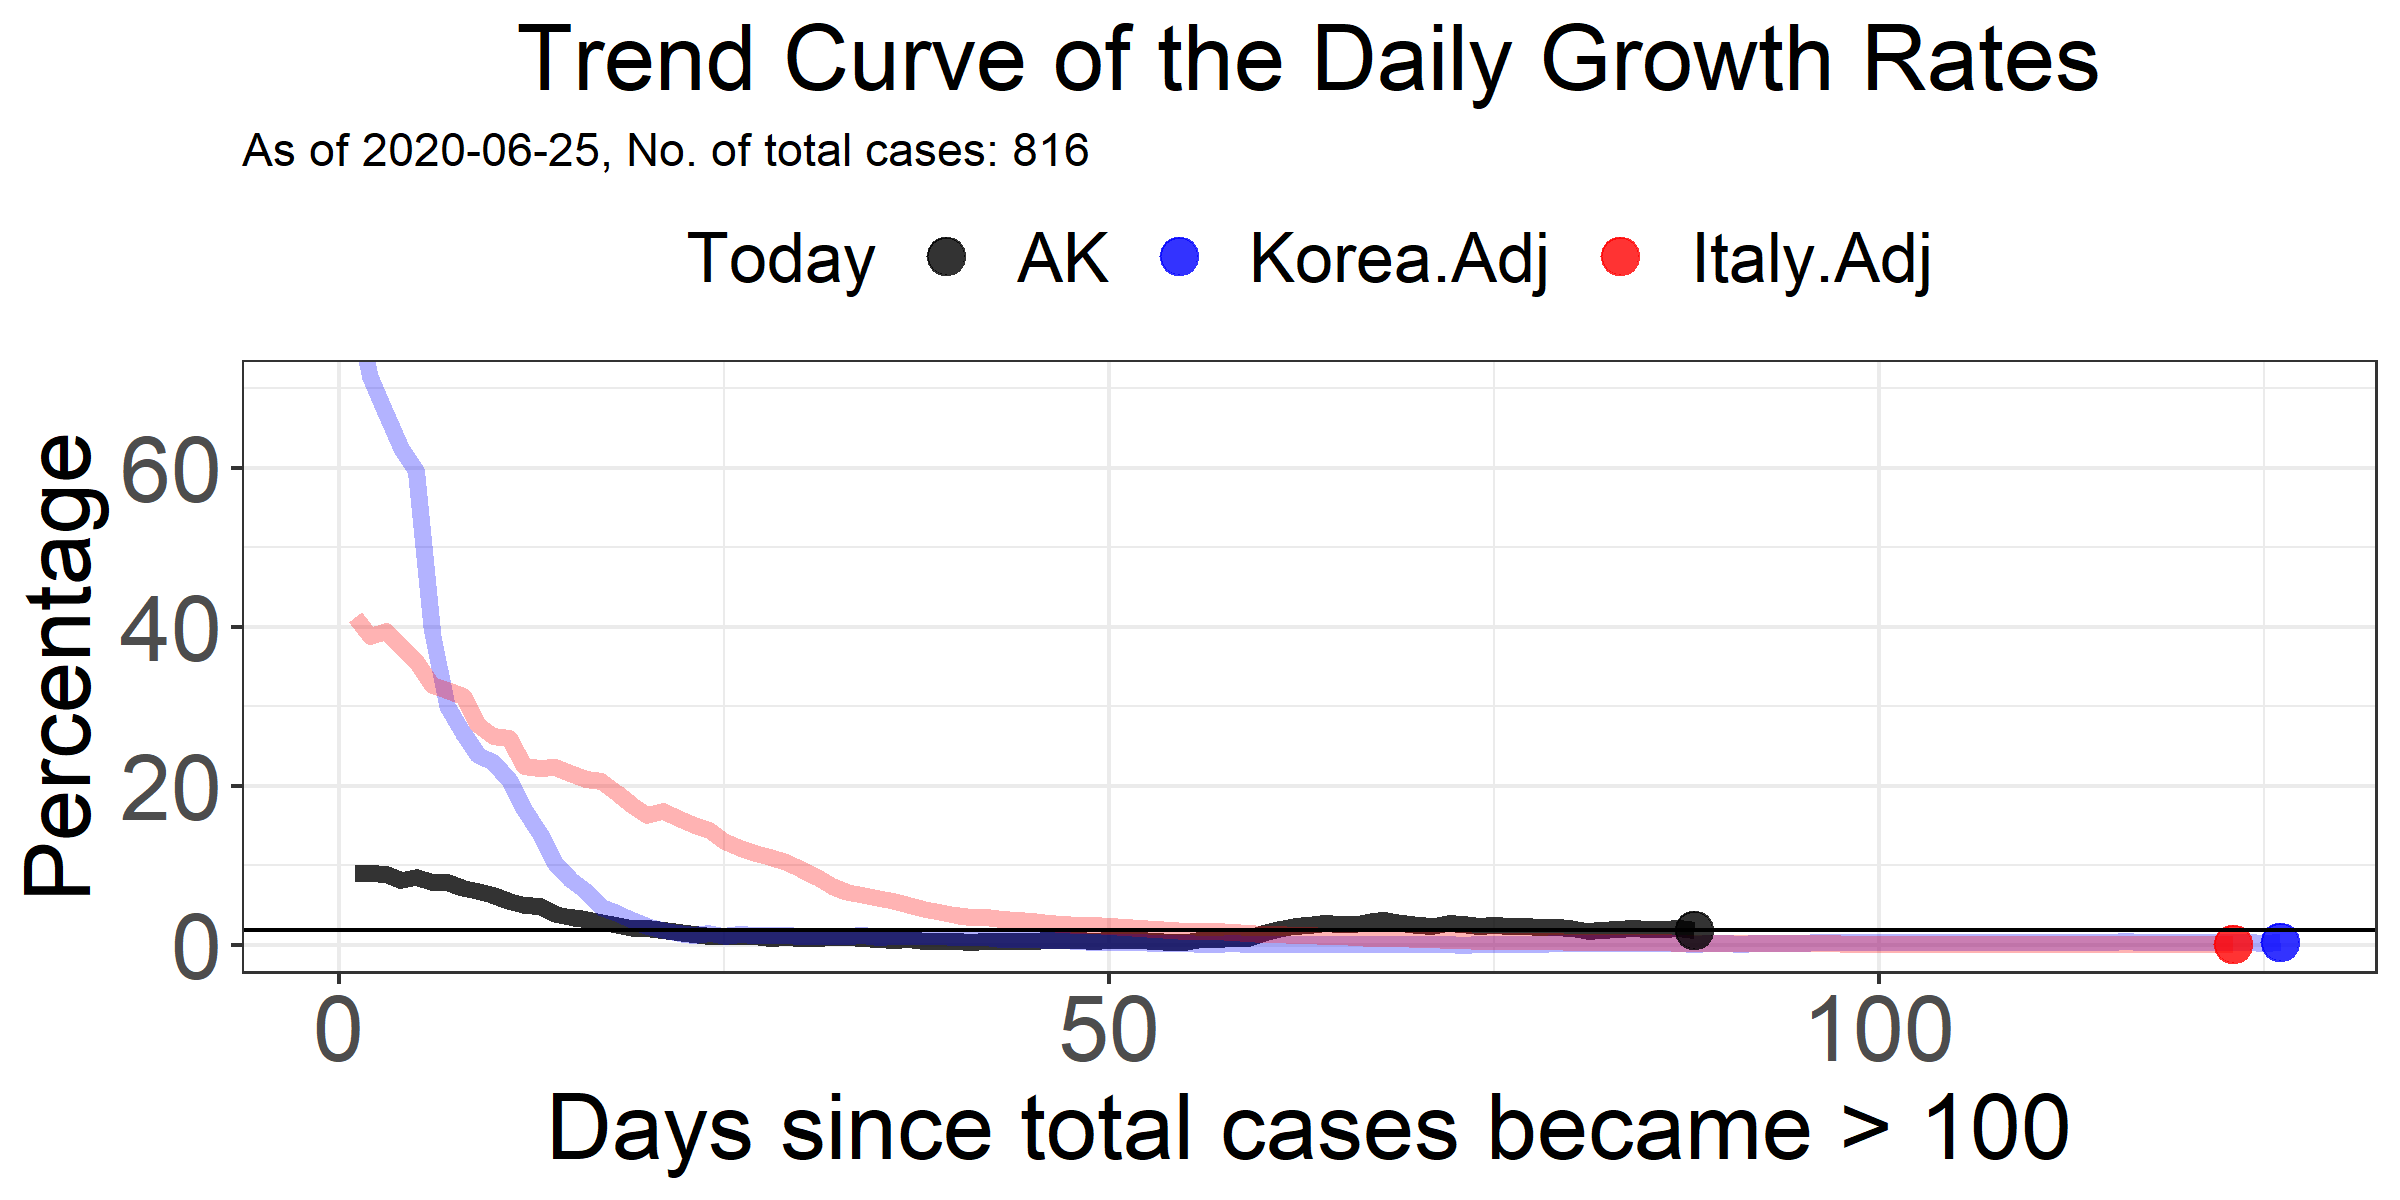 Trend Curve of the Daily Growth Rates
As of 2020-06-25, No. of total cases: 816
Today AK Korea.Adj Italy.Adj
Percentage
60
40
20
0
0 50 100
Days since total cases became > 100